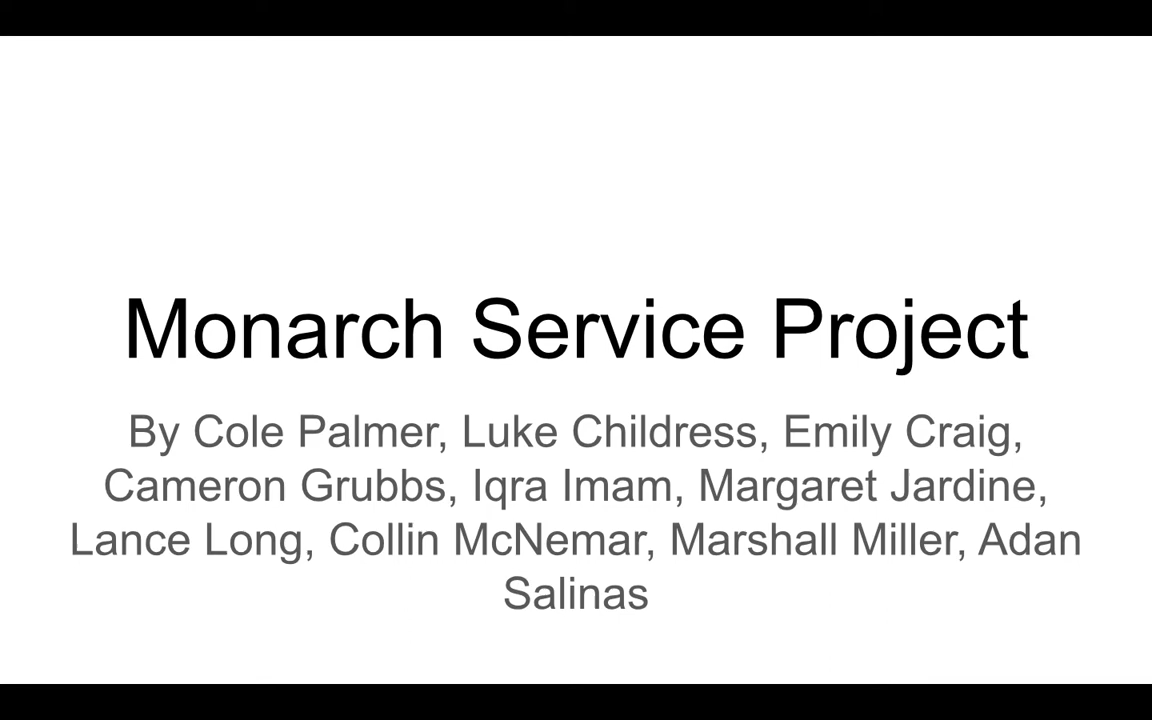 Monarch Service Project
By Cole Palmer, Luke Childress, Emily Craig,
Cameron Grubbs, Iqra Imam, Margaret Jardine,
Lance Long, Collin McNemar, Marshall Miller, Adan
Salinas